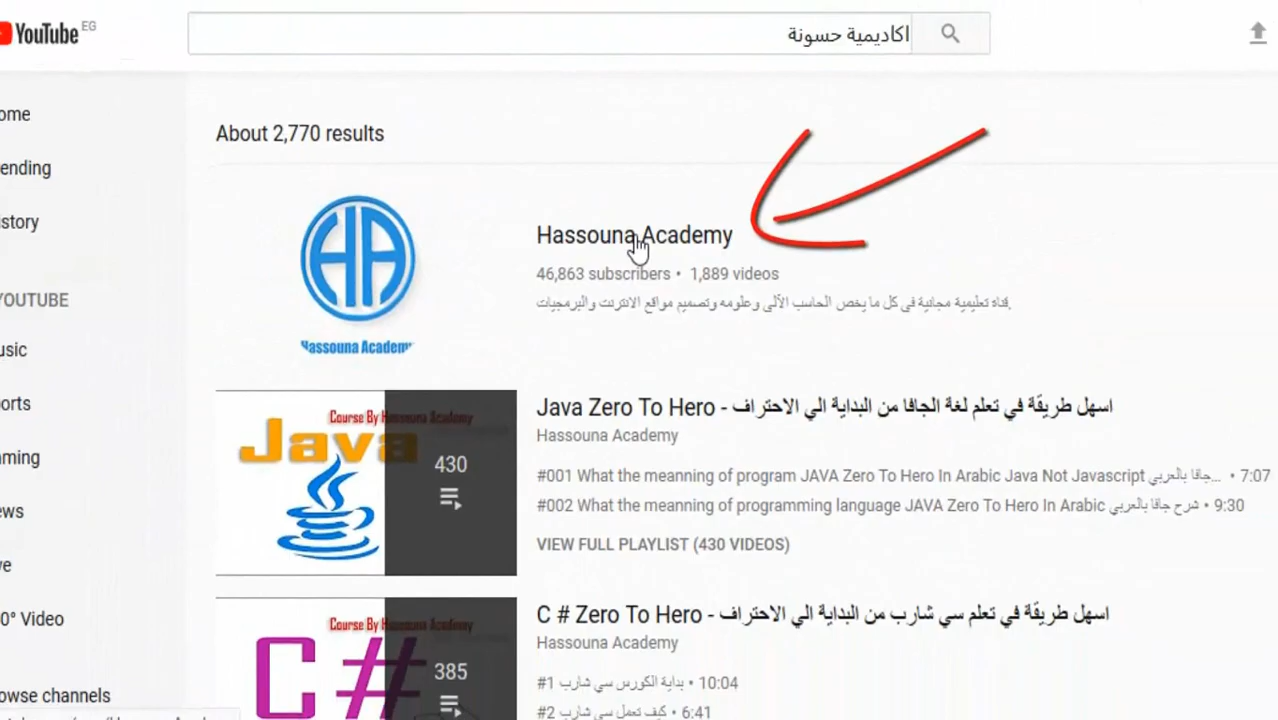 YouTube EG
اكاديمية حسونة
ome
ending
istory
YOUTUBE
usic
orts
ming
ews
ve
0° Video
owse channels
About 2,770 results
HA
Hassouna Academy
Hassouna Academy
46,863 subscribers • 1,889 videos
قناة تعليمية مجانية فى كل ما يخص الحاسب الآلى وعلومه وتصميم مواقع الانترنت والبرمجيات.
Course By Hassouna Academy
Java
430
Java Zero To Hero - اسهل طريقة في تعلم لغة الجافا من البداية الي الاحتراف
Hassouna Academy
#001 What the meanning of program JAVA Zero To Hero In Arabic Java Not Javascript جافا بالعربي... • 7:07
#002 What the meanning of programming language JAVA Zero To Hero In Arabic شرح جافا بالعربي • 9:30
VIEW FULL PLAYLIST (430 VIDEOS)
Course By Hassouna Academy
C#
385
C # Zero To Hero - اسهل طريقة في تعلم سي شارب من البداية الي الاحتراف
Hassouna Academy
#1 بداية الكورس سي شارب • 10:04
#2 كيف تعمل سي شارب • 6:41